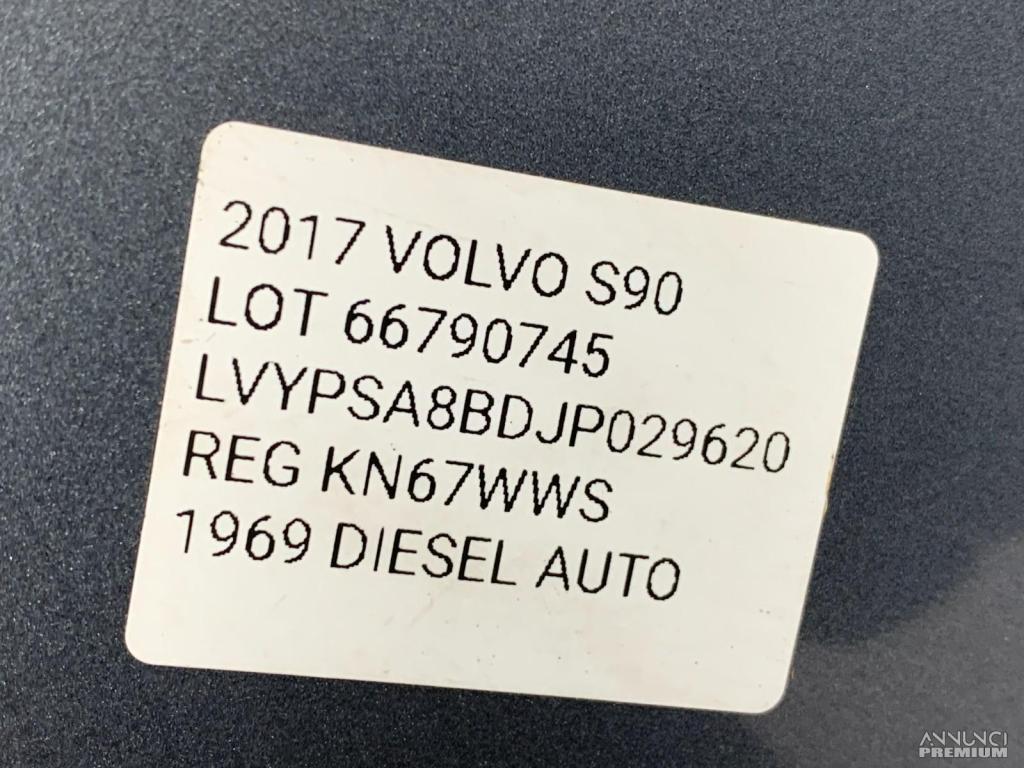 2017 VOLVO S90
LOT 66790745
LVYPSA8BDJP029620
REG KN67WWS
1969 DIESEL AUTO
ANNUNCI
PREMIUM